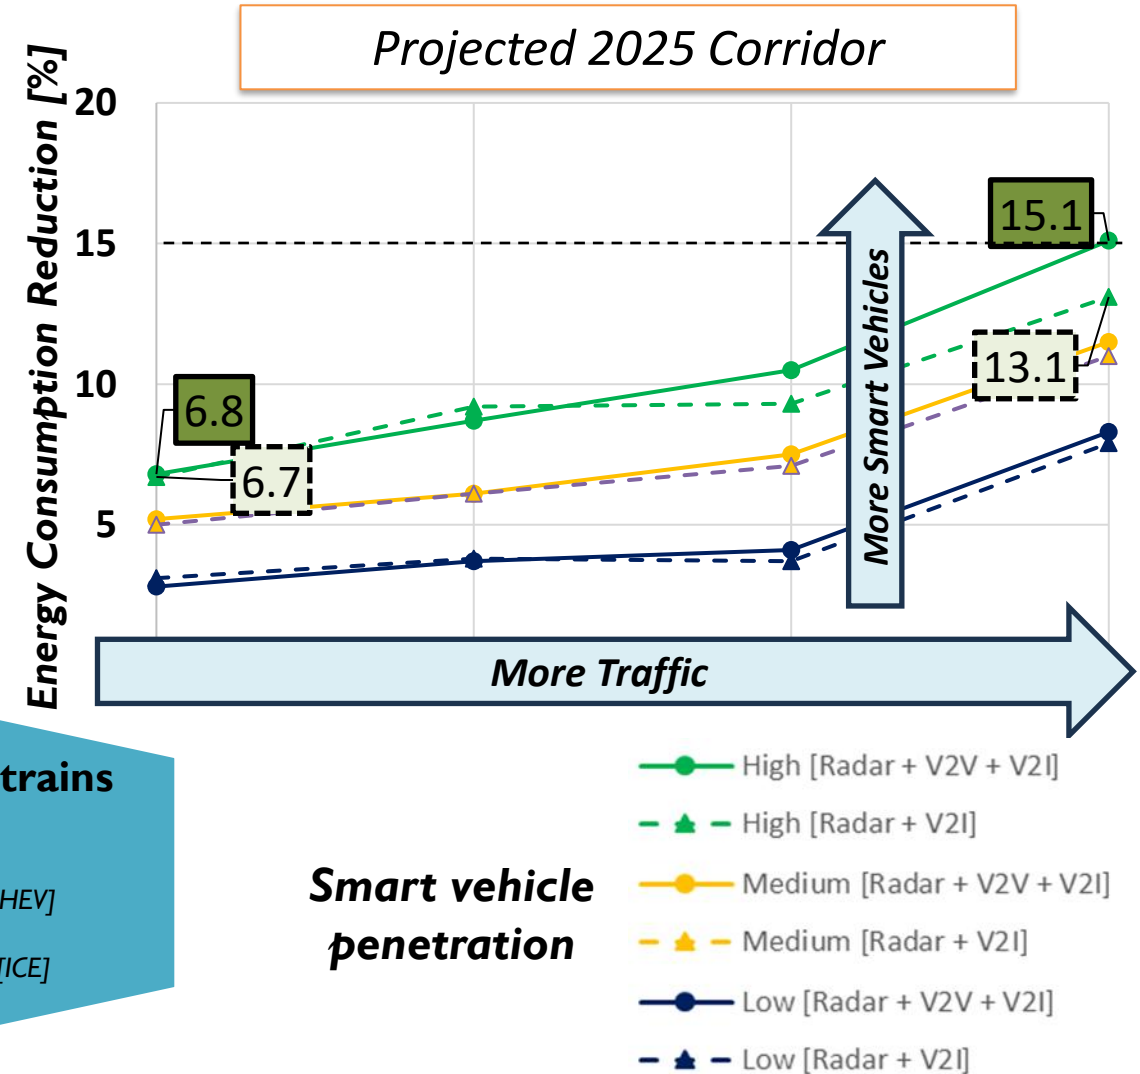 Projected 2025 Corridor
Energy Consumption Reduction [%]
20
15
10
5
15.1
13.1
6.8
6.7
More Smart Vehicles
More Traffic
trains
HEV]
[ICE]
Smart vehicle
penetration
High [Radar + V2V + V2I]
High [Radar + V2I]
Medium [Radar + V2V + V2I]
Medium [Radar + V2I]
Low [Radar + V2V + V2I]
Low [Radar + V2I]